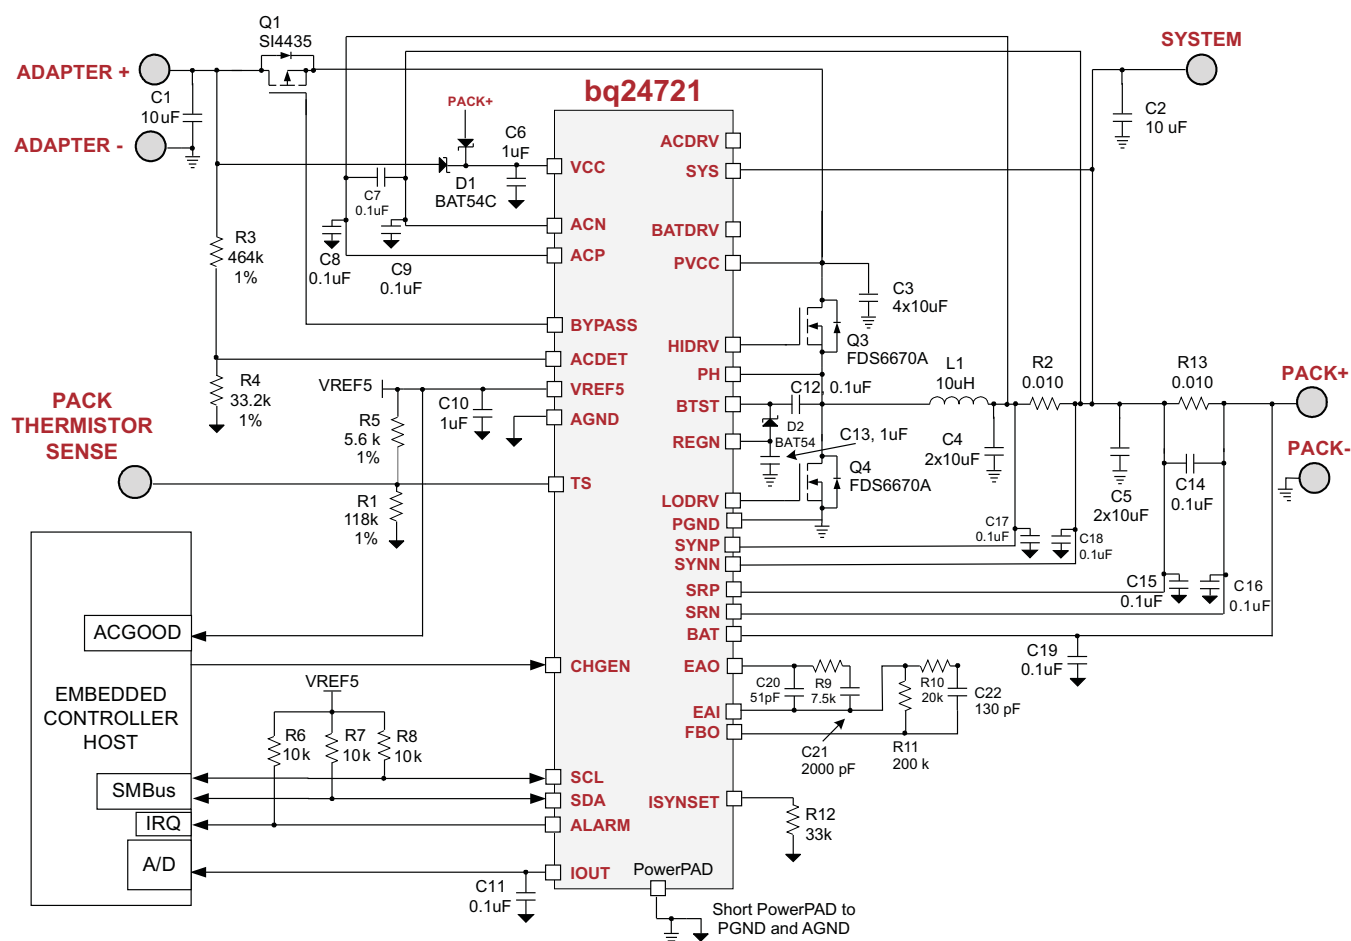 Q1
SI4435
ADAPTER +
C1
10uF
ADAPTER -
SYSTEM
C2
10 uF
bq24721
PACK+
C6
1uF
D1
BAT54C
C7
0.1uF
C8
0.1uF
C9
0.1uF
R3
464k
1%
R4
33.2k
1%
VCC
ACN
ACP
BYPASS
ACDET
VREF5
AGND
TS
CHGEN
SCL
SDA
ALARM
IOUT
ACDRV
SYS
BATDRV
PVCC
HIDRV
PH
BTST
REGN
LODRV
PGND
SYNP
SYNN
SRP
SRN
BAT
EAO
EAI
FBO
ISYNSET
PowerPAD
C3
4x10uF
Q3
FDS6670A
L1
10uH
R2
0.010
R13
0.010
PACK+
PACK-
C12, 0.1uF
D2
BAT54
C13, 1uF
Q4
FDS6670A
C4
2x10uF
C5
2x10uF
C14
0.1uF
C17
0.1uF
C18
0.1uF
C15
0.1uF
C16
0.1uF
C19
0.1uF
C20
51pF
R9
7.5k
R10
20k
C22
130 pF
C21
2000 pF
R11
200 k
R12
33k
PACK
THERMISTOR
SENSE
VREF5
R5
5.6 k
1%
C10
1uF
R1
118k
1%
ACGOOD
EMBEDDED
CONTROLLER
HOST
VREF5
R6
10k
R7
10k
R8
10k
SMBus
IRQ
A/D
C11
0.1uF
Short PowerPAD to
PGND and AGND